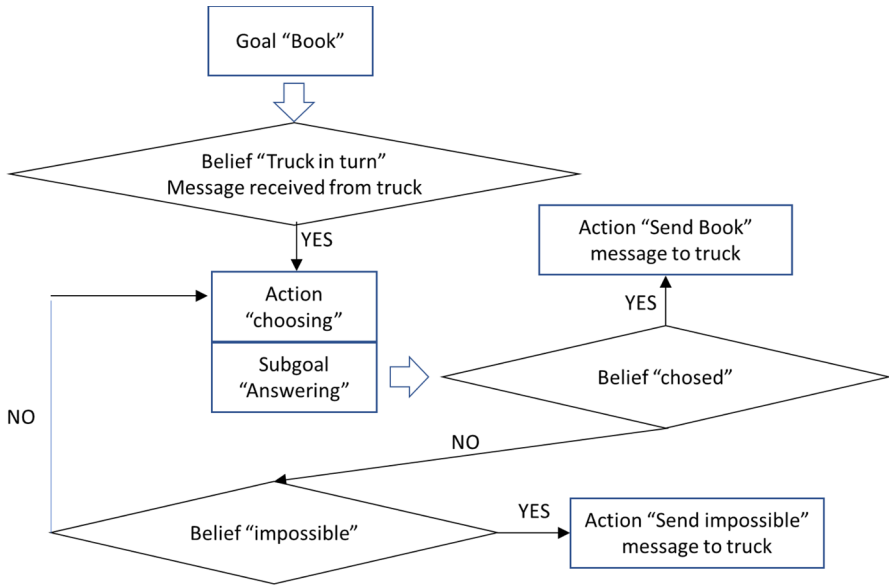 Goal “Book”
Belief “Truck in turn”
Message received from truck
YES
Action
“choosing”
Subgoal
“Answering”
Action “Send Book”
message to truck
YES
Belief “chosed”
NO
NO
Belief “impossible”
YES
Action “Send impossible”
message to truck